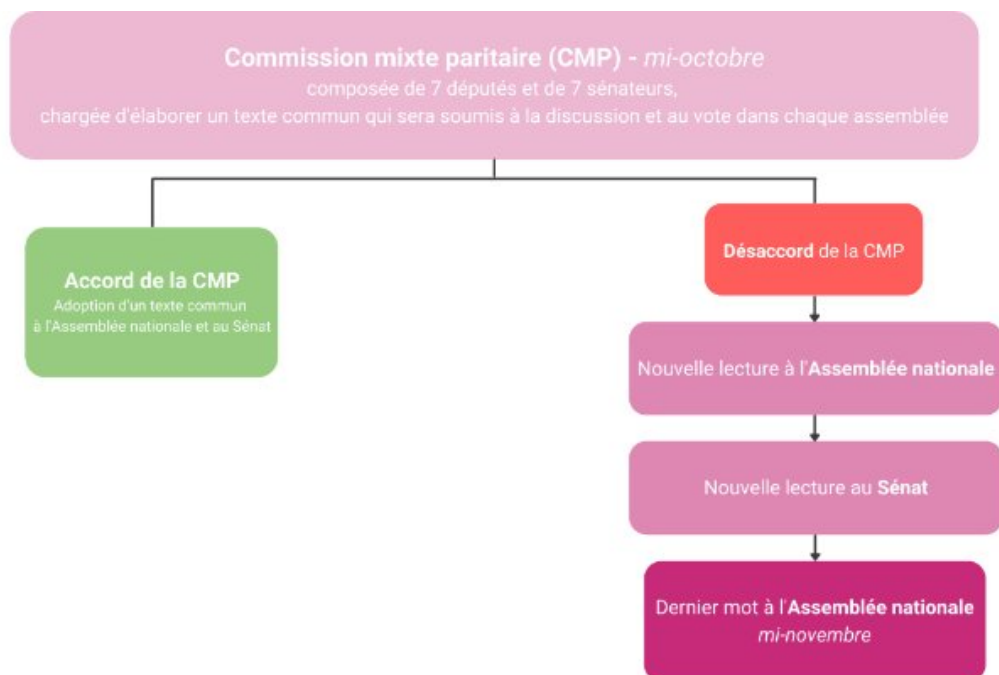 Commission mixte paritaire (CMP) - mi-octobre
composée de 7 députés et de 7 sénateurs,
chargée d'élaborer un texte commun qui sera soumis à la discussion et au vote dans chaque assemblée
Accord de la CMP
Adoption d'un texte commun
à l'Assemblée nationale et au Sénat
Désaccord de la CMP
Nouvelle lecture à l'Assemblée nationale
Nouvelle lecture au Sénat
Dernier mot à l'Assemblée nationale
mi-novembre